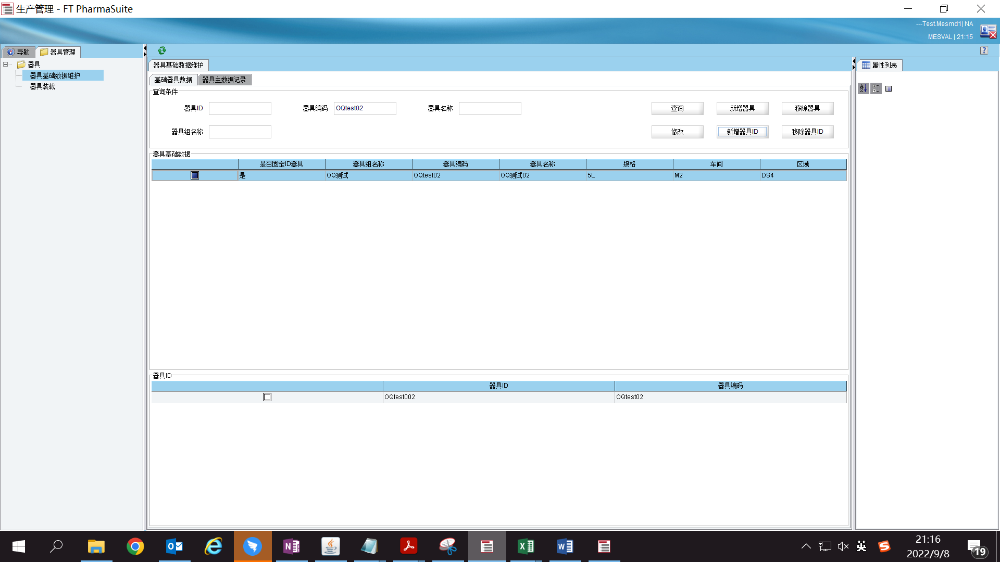 生产管理 - FT PharmaSuite
---Test.Mesmd1| NA
MESVAL | 21:15
导航
器具管理
器具
器具基础数据维护
器具装载
器具基础数据维护
基础器具数据
器具主数据记录
查询条件
器具ID
器具编码 OQtest02
器具名称
查询
新增器具
移除器具
器具组名称
修改
新增器具ID
移除器具ID
器具基础数据
是否固定ID器具 器具组名称 器具编码 器具名称 规格 车间 区域
是 OQ测试 OQtest02 OQ测试02 5L M2 DS4
器具ID
器具ID 器具编码
OQtest002 OQtest02
属性列表
英
21:16
2022/9/8
19